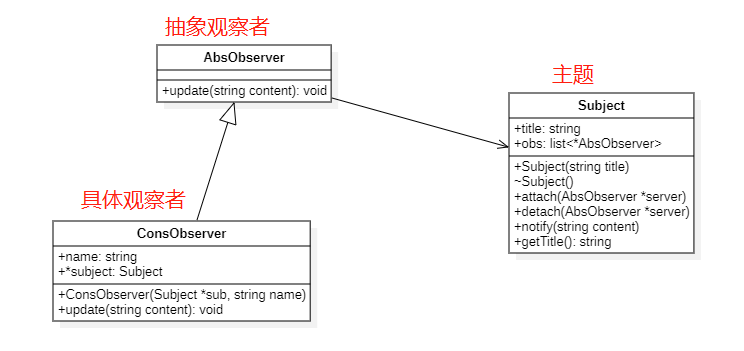 抽象观察者
AbsObserver
+update(string content): void
主题
Subject
+title: string
+obs: list<*AbsObserver>
+Subject(string title)
~Subject()
+attach(AbsObserver *server)
+detach(AbsObserver *server)
+notify(string content)
+getTitle(): string
具体观察者
ConsObserver
+name: string
+*subject: Subject
+ConsObserver(Subject *sub, string name)
+update(string content): void